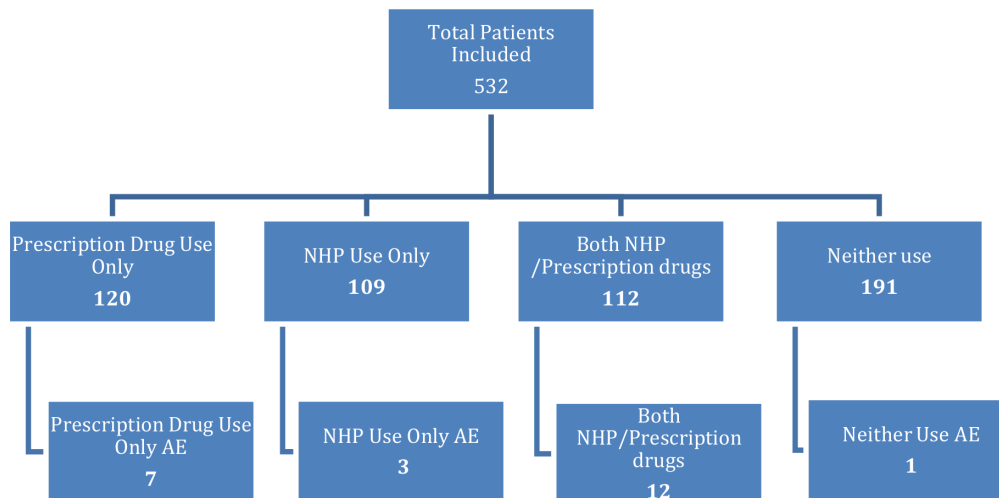 Total Patients
Included
532
Prescription Drug Use
Only
120
NHP Use Only
109
Both NHP
/Prescription drugs
112
Neither use
191
Prescription Drug Use
Only AE
7
NHP Use Only AE
3
Both
NHP/Prescription
drugs
12
Neither Use AE
1